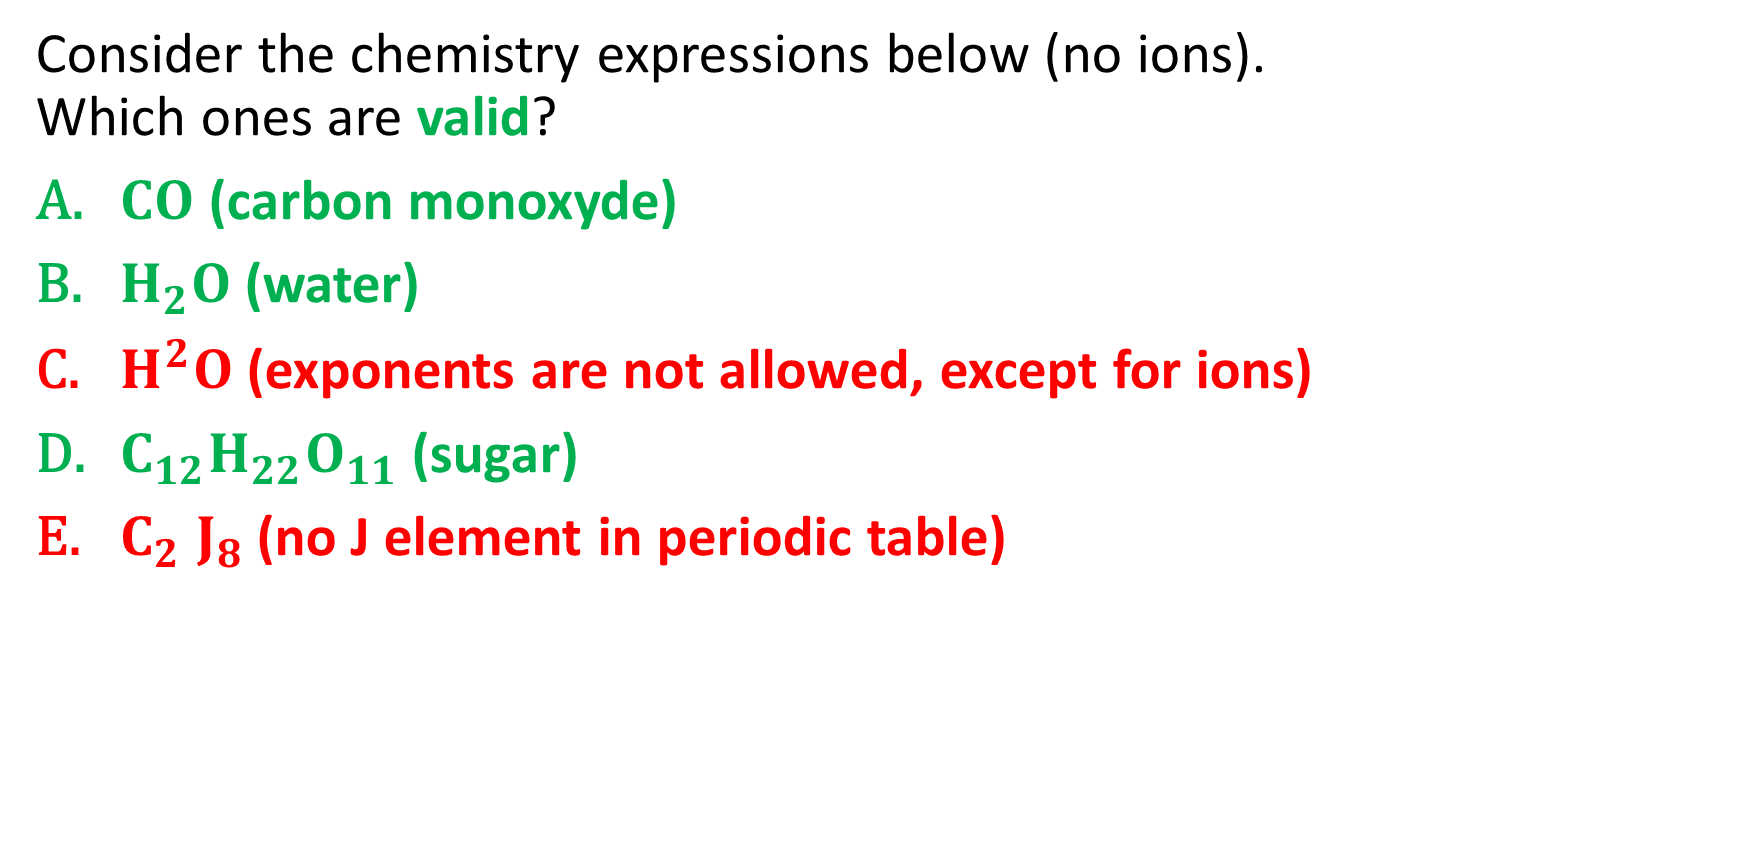 Consider the chemistry expressions below (no ions).
Which ones are valid?
A. CO (carbon monoxyde)
B. H₂O (water)
C. H²O (exponents are not allowed, except for ions)
D. C₁₂H₂₂O₁₁ (sugar)
E. C₂ J₈ (no J element in periodic table)